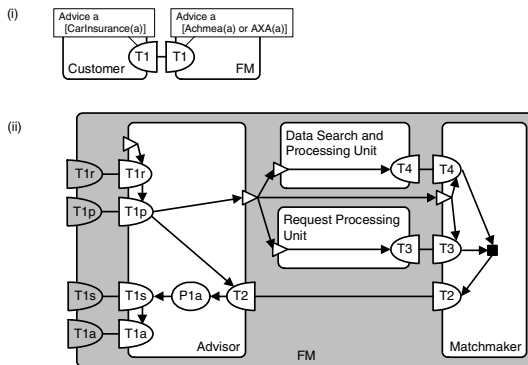 (i)
Advice a
[CarInsurance(a)]
Advice a
[Achmea(a) or AXA(a)]
T1
T1
Customer
FM
(ii)
Data Search and
Processing Unit
T1r
T1r
T4
T4
T1p
T1p
Request Processing
Unit
T3
T3
T1s
T1s
P1a
T2
T2
T1a
T1a
Advisor
Matchmaker
FM